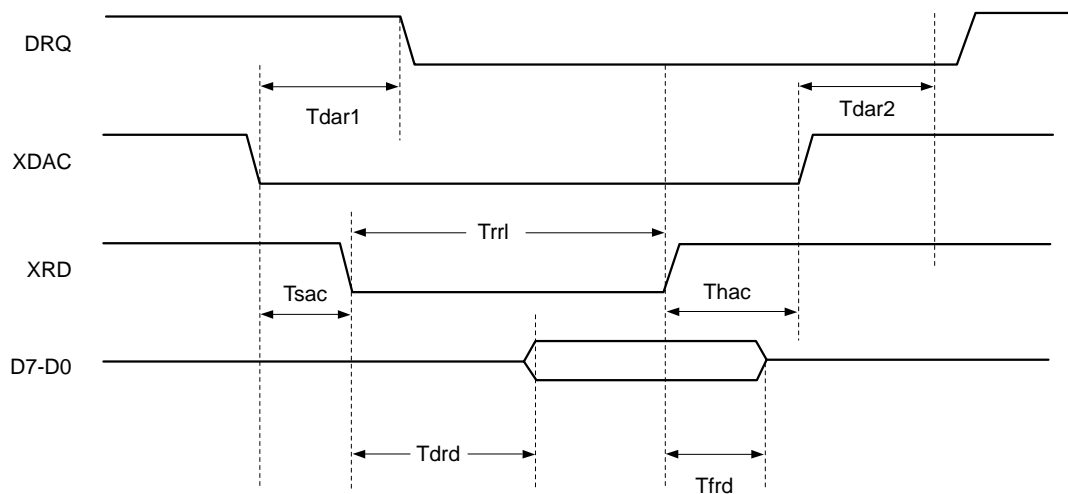 DRQ
Tdar1
Tdar2
XDAC
Trrl
XRD
Tsac
Thac
D7-D0
Tdrd
Tfrd